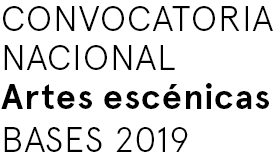 CONVOCATORIA
NACIONAL
Artes escénicas
BASES 2019